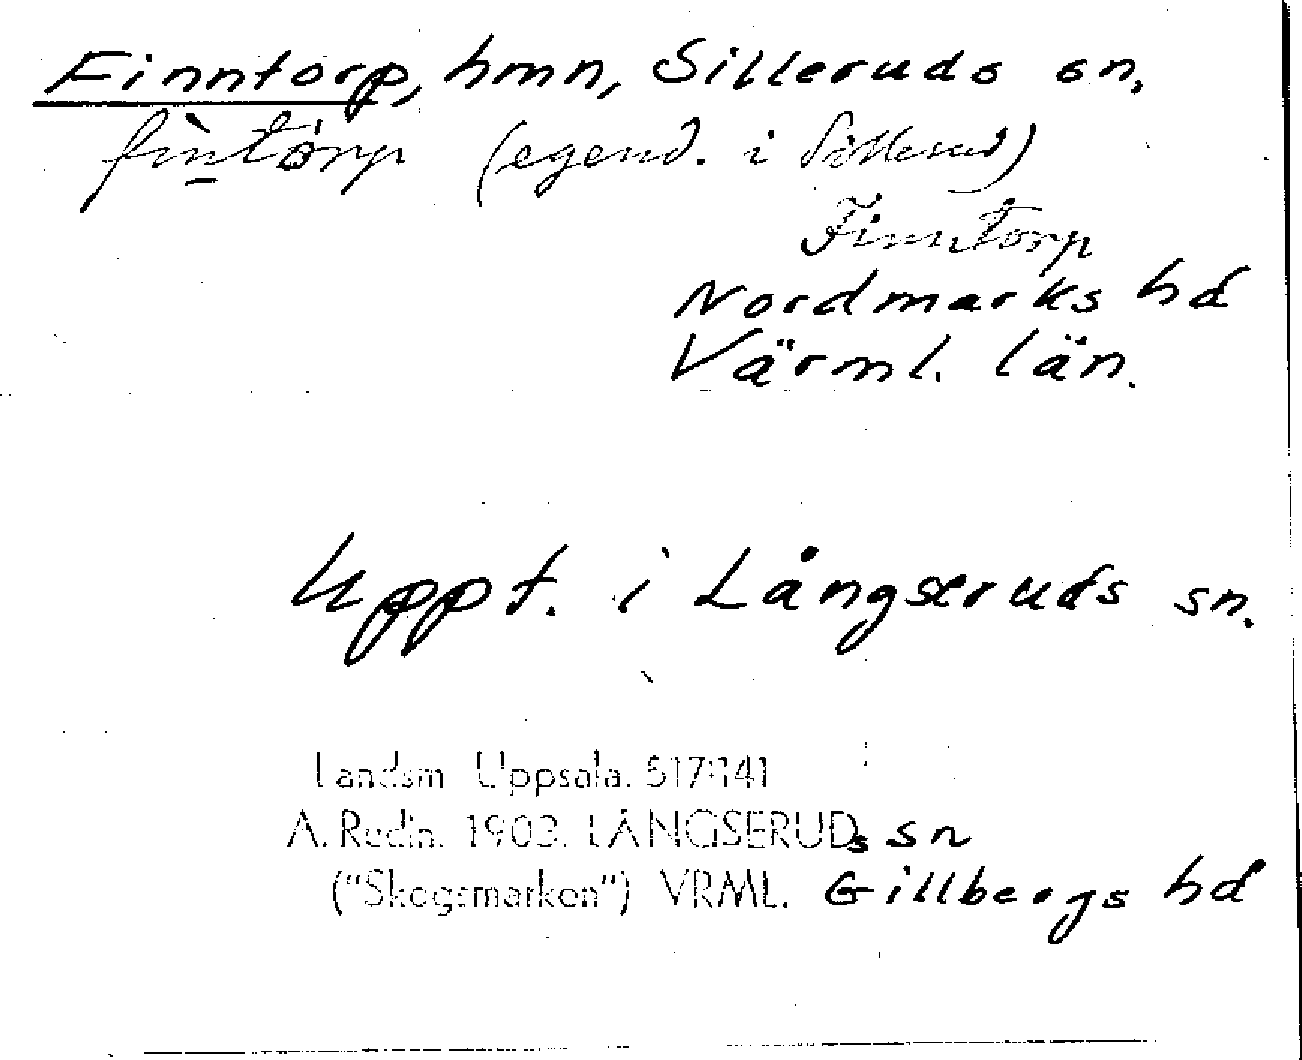 Finntorp, hmn, Silleruds sn.
fìntórp (egend. i Sillerud)
Finntorp
Nordmarks hd
Värml. län.
Uppt. i Långseruds sn.
Landsm Uppsala. 517:141
A. Redin. 1903. LÅNGSERUDs sn
("Skogsmarken") VRML. Gillbergs hd